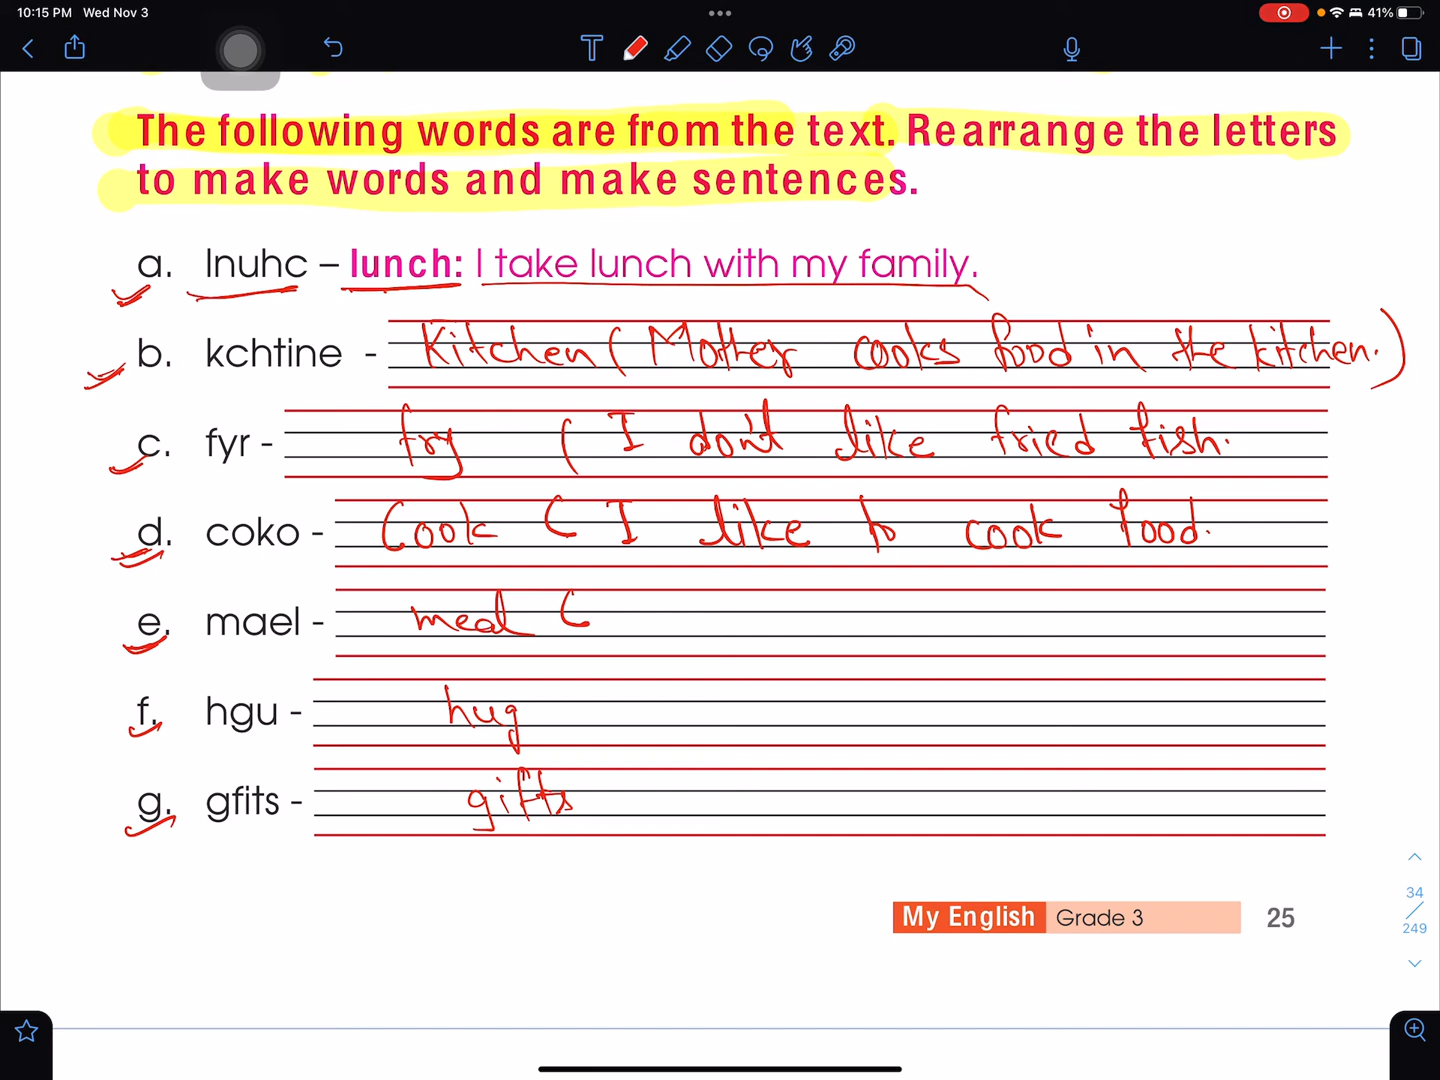 10:15 PM Wed Nov 3
41%
The following words are from the text. Rearrange the letters
to make words and make sentences.
a. lnuhc – lunch: I take lunch with my family.
b. kchtine - Kitchen ( Mother cooks food in the kitchen. )
c. fyr - fry ( I don't like fried fish.
d. coko - Cook ( I like to cook food.
e. mael - meal (
f. hgu - hug
g. gfits - gifts
My English Grade 3 25
34
249